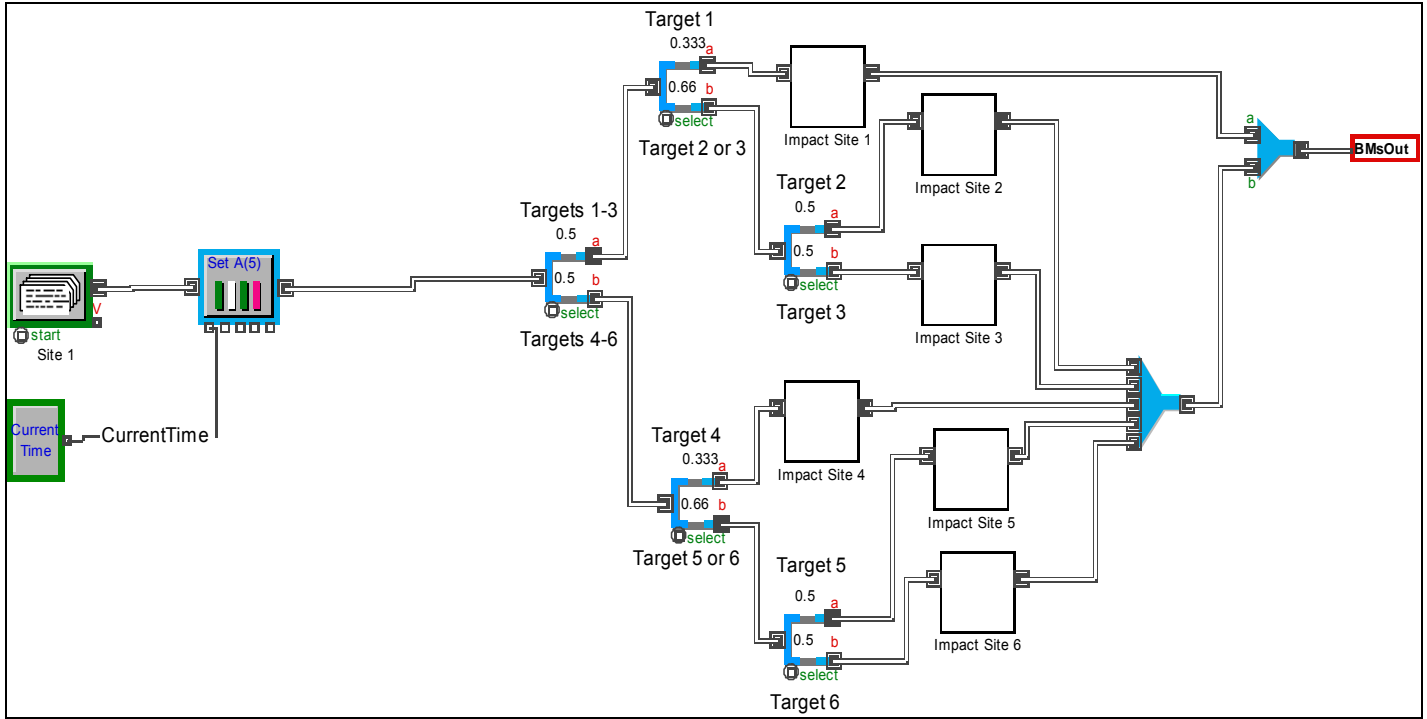 Target 1
0.333
a
0.66
b
select
Target 2 or 3
Impact Site 1
Impact Site 2
a
b
BMsOut
Target 2
0.5
a
0.5
b
select
Target 3
Impact Site 3
Targets 1-3
0.5
a
0.5
b
select
Targets 4-6
Set A(5)
V
start
Site 1
Current
Time
CurrentTime
Target 4
0.333
a
0.66
b
select
Target 5 or 6
Impact Site 4
Impact Site 5
Target 5
0.5
a
0.5
b
select
Target 6
Impact Site 6